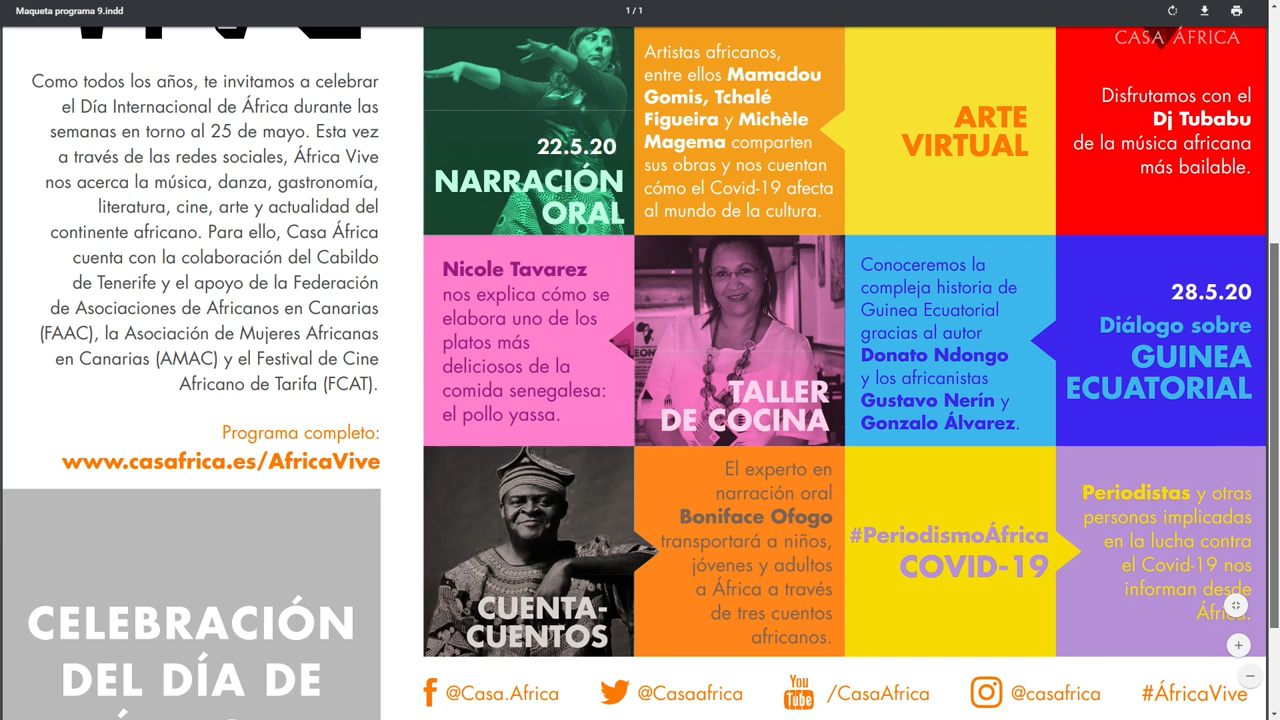 Maqueta programa 9.indd
1 / 1
Como todos los años, te invitamos a celebrar
el Día Internacional de África durante las
semanas en torno al 25 de mayo. Esta vez
a través de las redes sociales, África Vive
nos acerca la música, danza, gastronomía,
literatura, cine, arte y actualidad del
continente africano. Para ello, Casa África
cuenta con la colaboración del Cabildo
de Tenerife y el apoyo de la Federación
de Asociaciones de Africanos en Canarias
(FAAC), la Asociación de Mujeres Africanas
en Canarias (AMAC) y el Festival de Cine
Africano de Tarifa (FCAT).
Programa completo:
www.casafrica.es/AfricaVive
CELEBRACIÓN
DEL DÍA DE
22.5.20
NARRACIÓN
ORAL
Artistas africanos,
entre ellos Mamadou
Gomis, Tchalé
Figueira y Michèle
Magema comparten
sus obras y nos cuentan
cómo el Covid-19 afecta
al mundo de la cultura.
ARTE
VIRTUAL
CASA ÁFRICA
Disfrutamos con el
Dj Tubabu
de la música africana
más bailable.
Nicole Tavarez
nos explica cómo se
elabora uno de los
platos más
deliciosos de la
comida senegalesa:
el pollo yassa.
TALLER
DE COCINA
Conoceremos la
compleja historia de
Guinea Ecuatorial
gracias al autor
Donato Ndongo
y los africanistas
Gustavo Nerín y
Gonzalo Álvarez.
28.5.20
Diálogo sobre
GUINEA
ECUATORIAL
CUENTA-
CUENTOS
El experto en
narración oral
Boniface Ofogo
transportará a niños,
jóvenes y adultos
a África a través
de tres cuentos
africanos.
#PeriodismoÁfrica
COVID-19
Periodistas y otras
personas implicadas
en la lucha contra
el Covid-19 nos
informan desde
África.
@Casa.Africa
@Casaafrica
You
Tube
/CasaAfrica
@casafrica
#ÁfricaVive